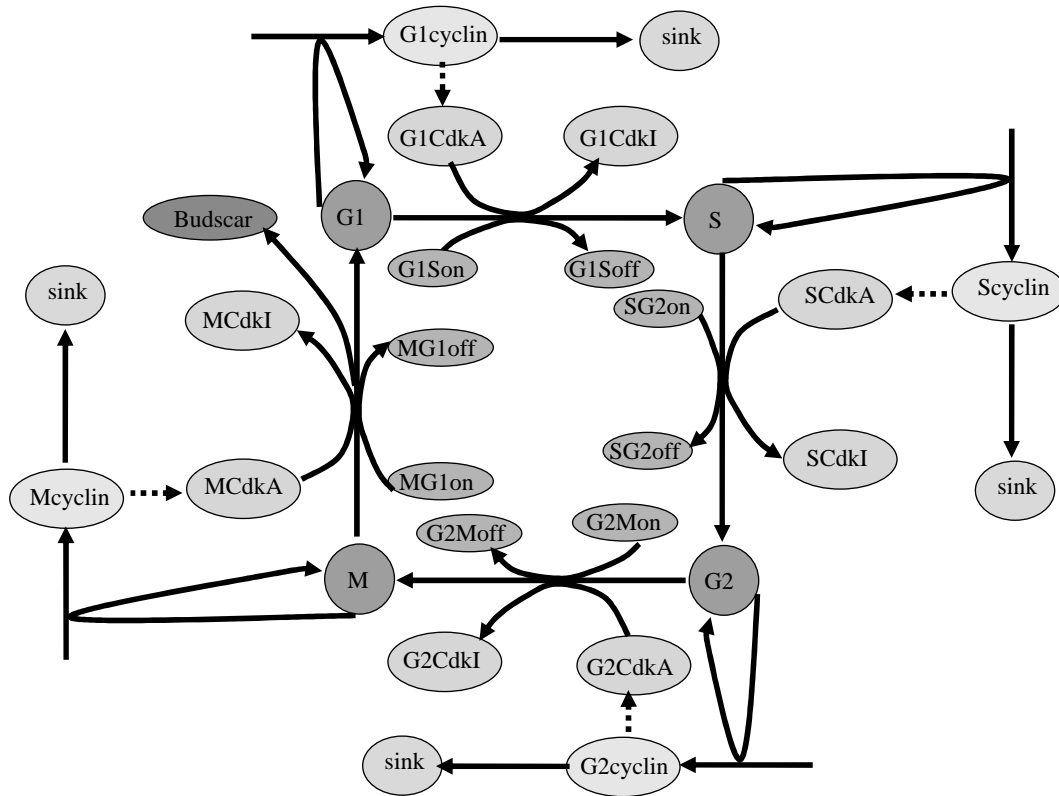 G1cyclin
sink
G1CdkA
G1CdkI
Budscar
G1
S
G1Son
G1Soff
sink
MCdkI
MG1off
SG2on
SCdkA
Scyclin
SG2off
SCdkI
Mcyclin
MCdkA
MG1on
sink
G2Moff
G2Mon
M
G2
G2CdkI
G2CdkA
sink
G2cyclin